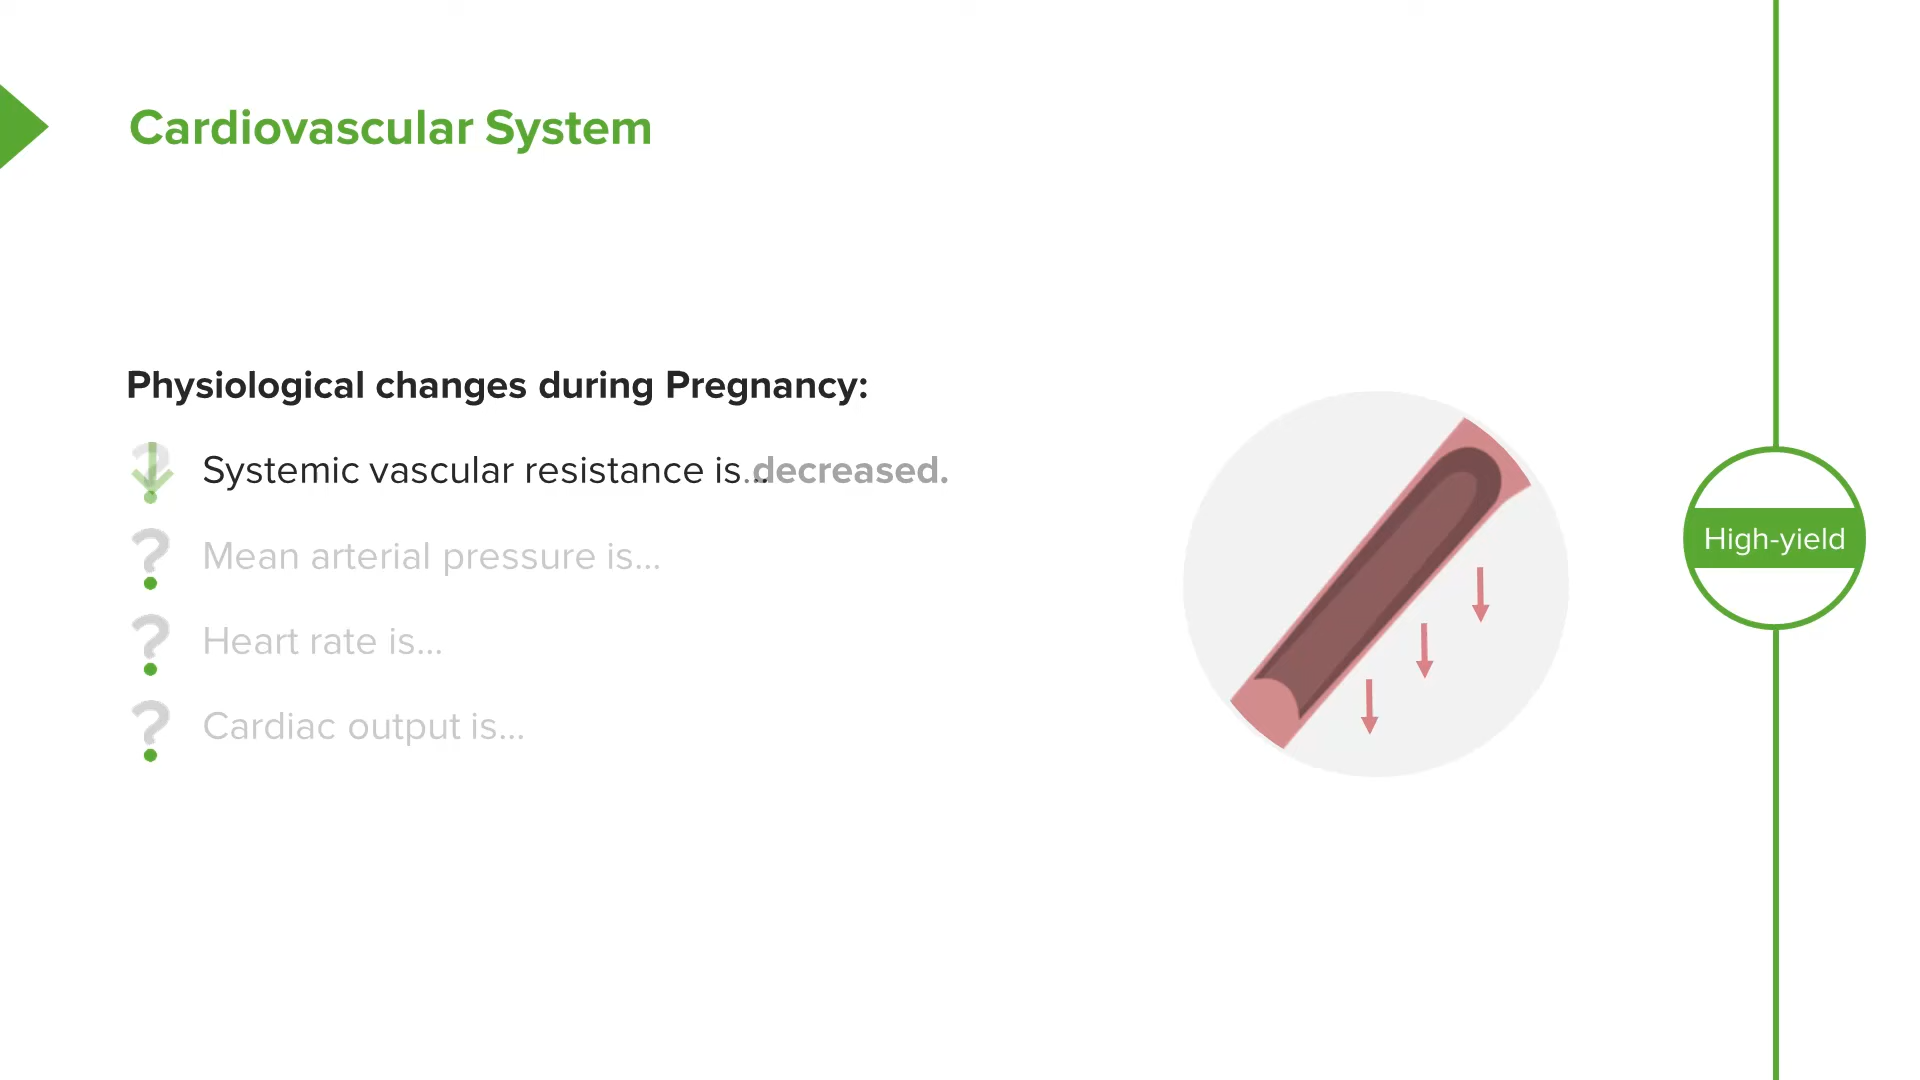 Cardiovascular System
Physiological changes during Pregnancy:
Systemic vascular resistance is...decreased.
Mean arterial pressure is...
Heart rate is...
Cardiac output is...
High-yield